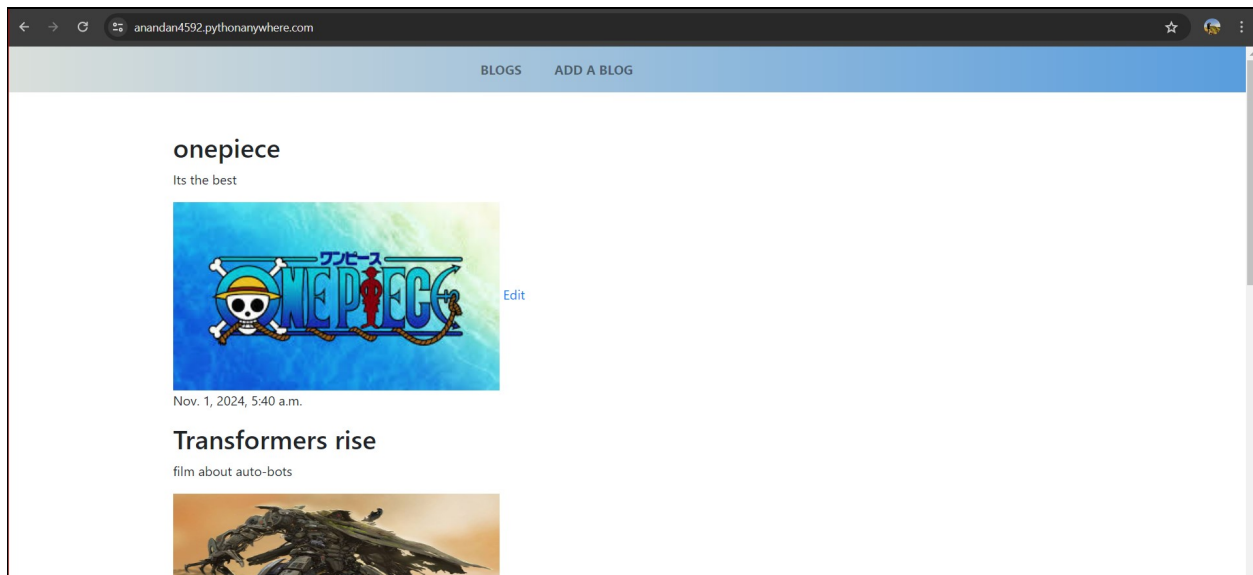 anandan4592.pythonanywhere.com
BLOGS ADD A BLOG
onepiece
Its the best
ワンピース
ONE PIECE
Edit
Nov. 1, 2024, 5:40 a.m.
Transformers rise
film about auto-bots